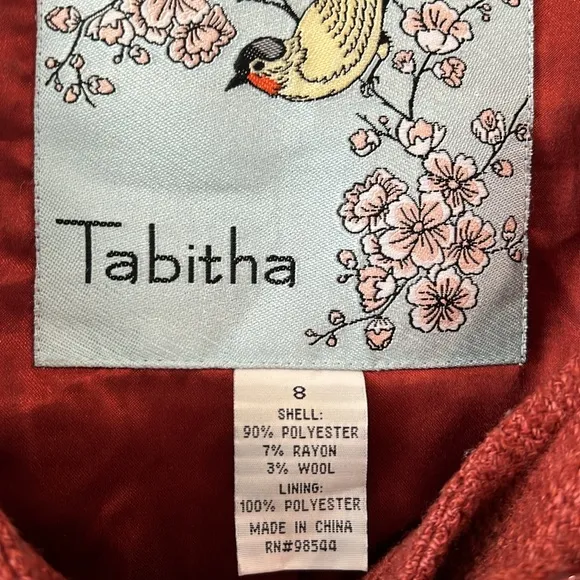 Tabitha
8
SHELL:
90% POLYESTER
7% RAYON
3% WOOL
LINING:
100% POLYESTER
MADE IN CHINA
RN#98544